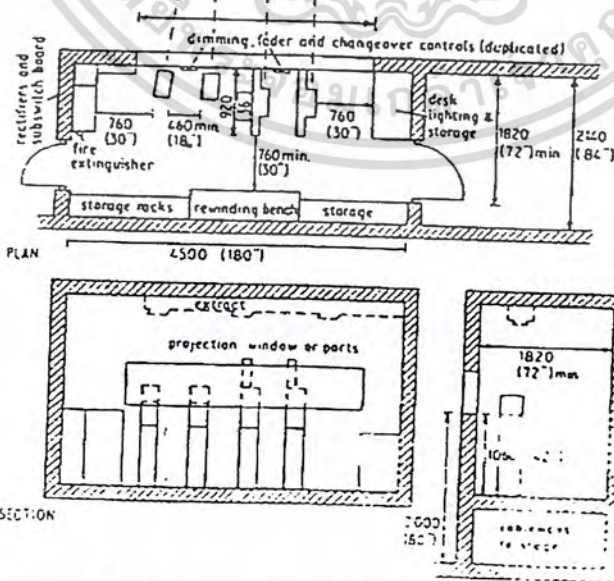 dimming, fader and changeover controls (duplicated)
rectifiers and
subswitch board
920
760
(30")
460 min.
(18")
760
(30")
desk
lighting &
storage
1820
(72") min
2140
(84")
fire
extinguisher
760 min.
(30")
storage racks
rewinding bench
storage
PLAN
4500 (180")
extract
projection window or ports
1820
(72") min
SECTION